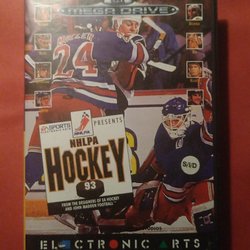 MEGA DRIVE
24
EA SPORTS
NHLPA
PRESENTS
NHLPA
HOCKEY
93
FROM THE DESIGNERS OF EA HOCKEY
AND JOHN MADDEN FOOTBALL
ELECTRONIC ARTS